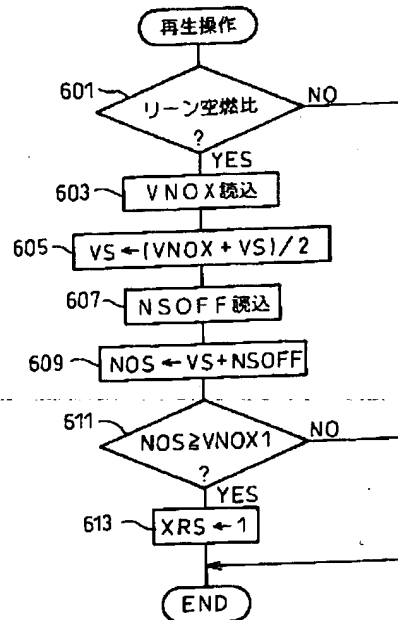 再生操作
601
リーン空燃比
?
NO
YES
603
VNOX読込
605
VS←(VNOX+VS)/2
607
NSOFF読込
609
NOS←VS+NSOFF
611
NOS≧VNOX1
?
NO
YES
613
XRS←1
END